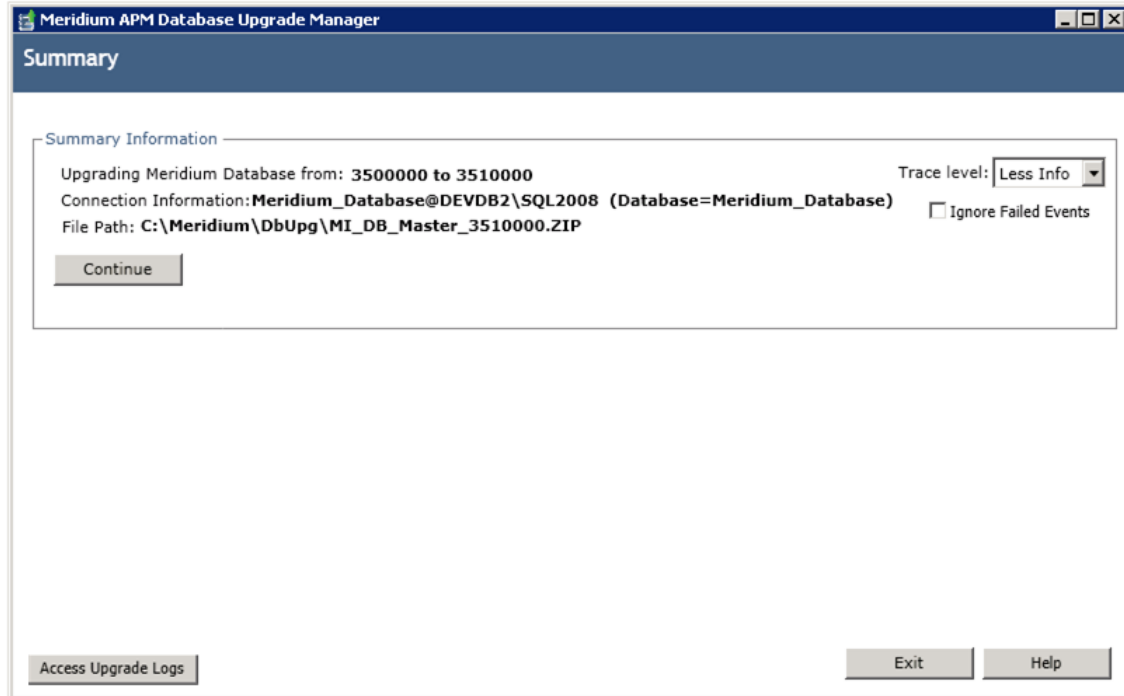 Meridium APM Database Upgrade Manager
Summary
Summary Information
Upgrading Meridium Database from: 3500000 to 3510000
Trace level: Less Info
Connection Information:Meridium_Database@DEVDB2\SQL2008 (Database=Meridium_Database)
Ignore Failed Events
File Path: C:\Meridium\DbUpg\MI_DB_Master_3510000.ZIP
Continue
Access Upgrade Logs
Exit
Help